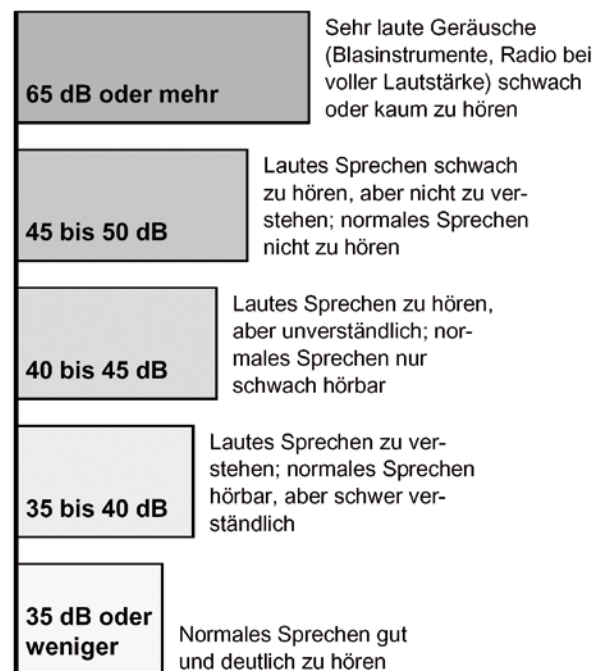 65 dB oder mehr
Sehr laute Geräusche
(Blasinstrumente, Radio bei
voller Lautstärke) schwach
oder kaum zu hören
45 bis 50 dB
Lautes Sprechen schwach
zu hören, aber nicht zu ver-
stehen; normales Sprechen
nicht zu hören
40 bis 45 dB
Lautes Sprechen zu hören,
aber unverständlich; nor-
males Sprechen nur
schwach hörbar
35 bis 40 dB
Lautes Sprechen zu ver-
stehen; normales Sprechen
hörbar, aber schwer ver-
ständlich
35 dB oder
weniger
Normales Sprechen gut
und deutlich zu hören